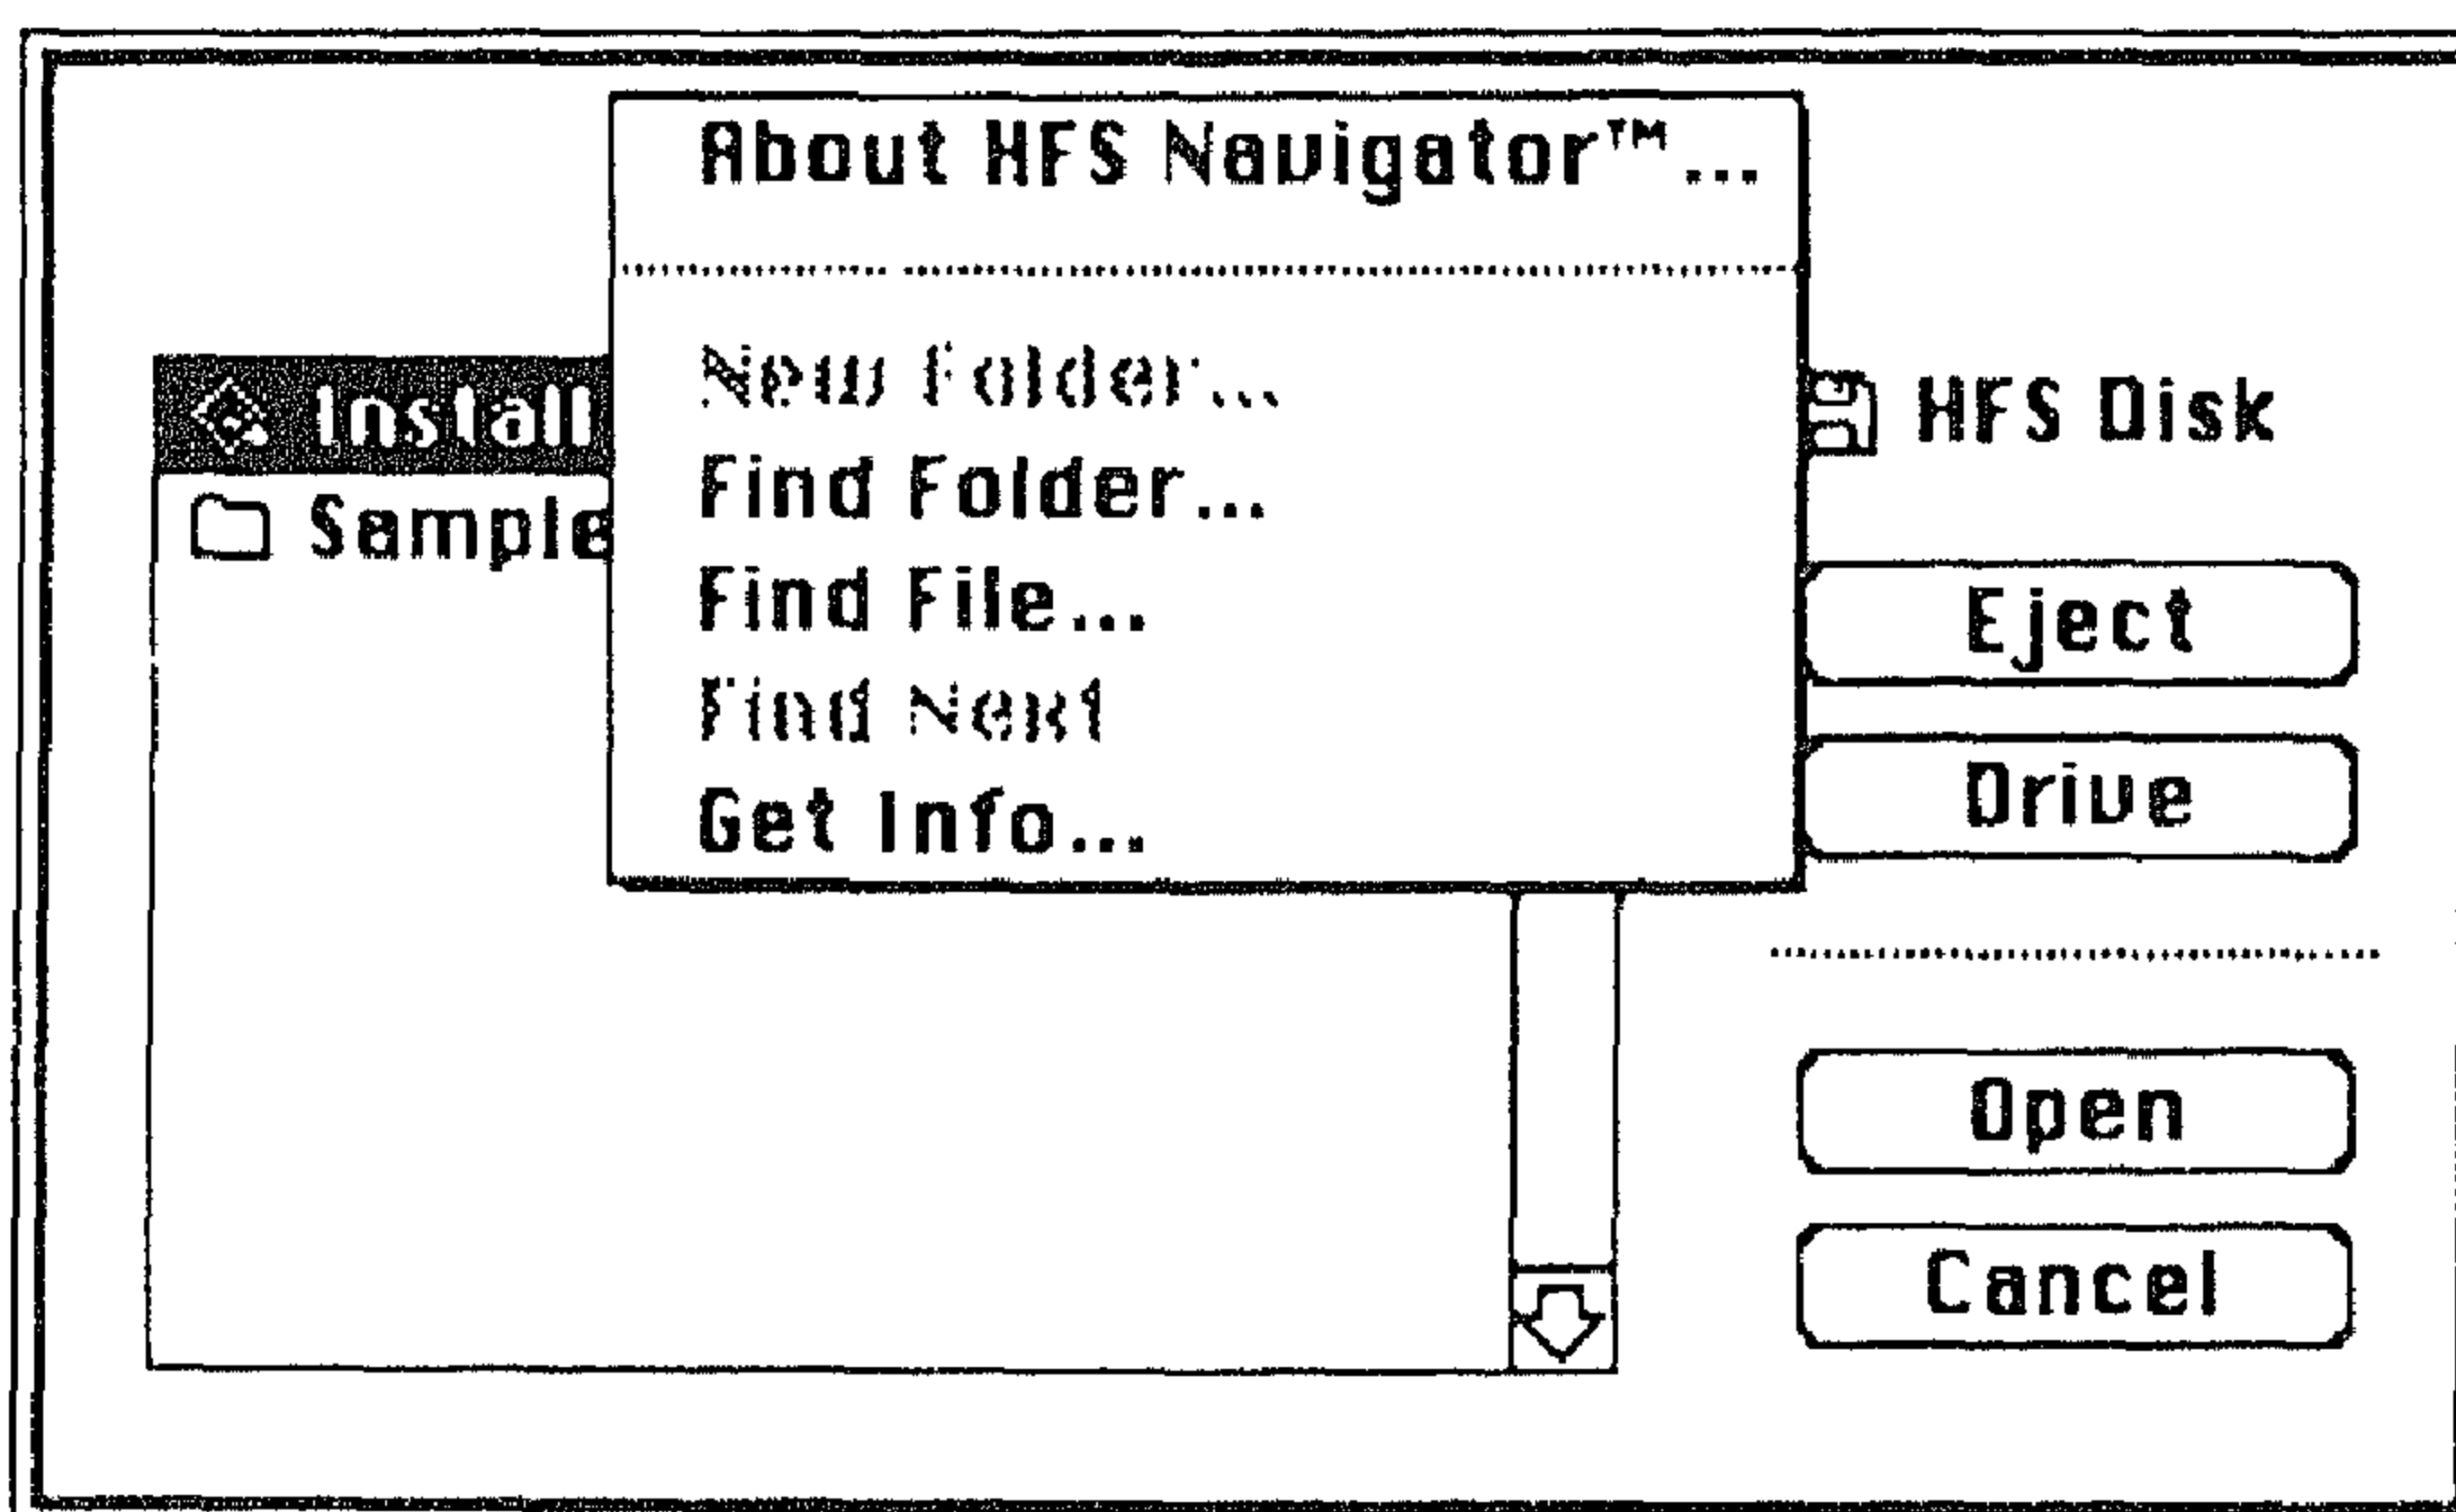 About HFS Navigator™...
New Folder...
Install
HFS Disk
Find Folder...
Sample
Find File...
Eject
Find Next
Drive
Get Info...
Open
Cancel